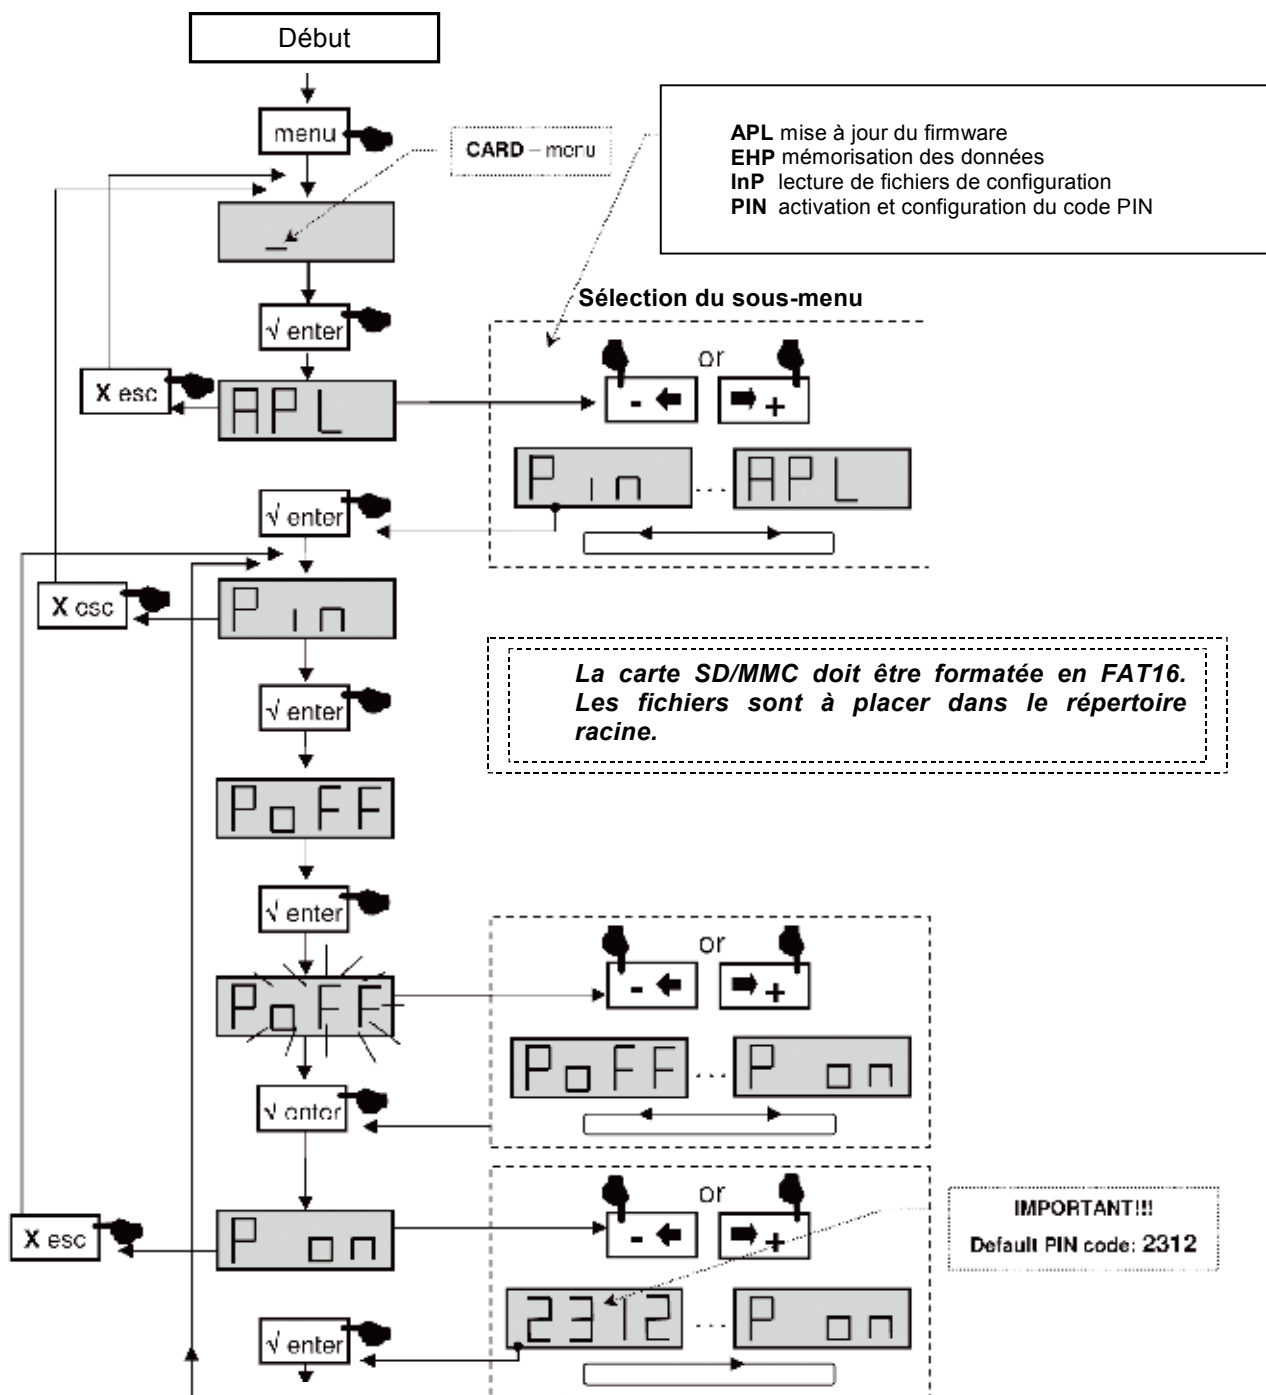 Début
menu
CARD – menu
APL mise à jour du firmware
EHP mémorisation des données
InP lecture de fichiers de configuration
PIN activation et configuration du code PIN
_
√ enter
Sélection du sous-menu
X esc
APL
or
- +
Pin ... APL
√ enter
X esc
Pin
La carte SD/MMC doit être formatée en FAT16.
Les fichiers sont à placer dans le répertoire
racine.
√ enter
PoFF
√ enter
or
PoFF
- +
PoFF ... P on
√ enter
or
IMPORTANT!!!
Default PIN code: 2312
X esc
P on
- +
2312 ... P on
√ enter